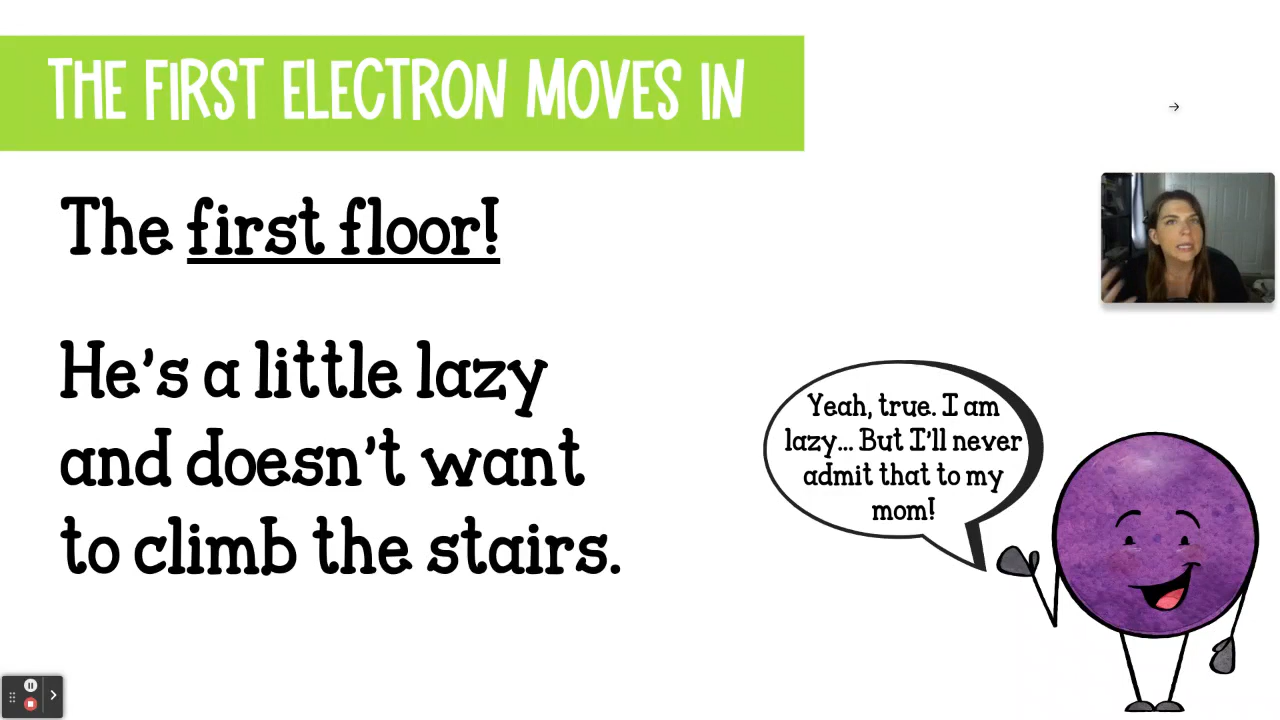 THE FIRST ELECTRON MOVES IN
The first floor!
He's a little lazy
and doesn't want
to climb the stairs.
Yeah, true. I am
lazy... But I'll never
admit that to my
mom!